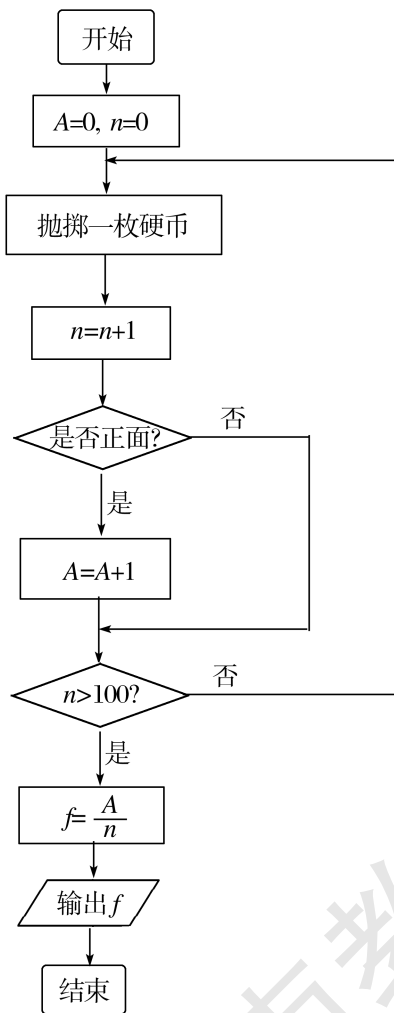 开始
A=0, n=0
抛掷一枚硬币
n=n+1
是否正面?
否
是
A=A+1
n>100?
否
是
f=A/n
输出f
结束